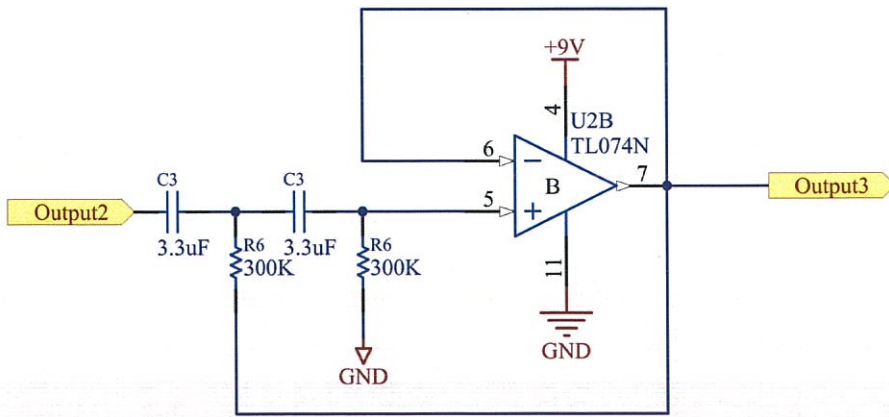 +9V
4
U2B
TL074N
6
B
7
Output3
5
11
GND
C3
C3
Output2
3.3uF
3.3uF
R6
300K
R6
300K
GND